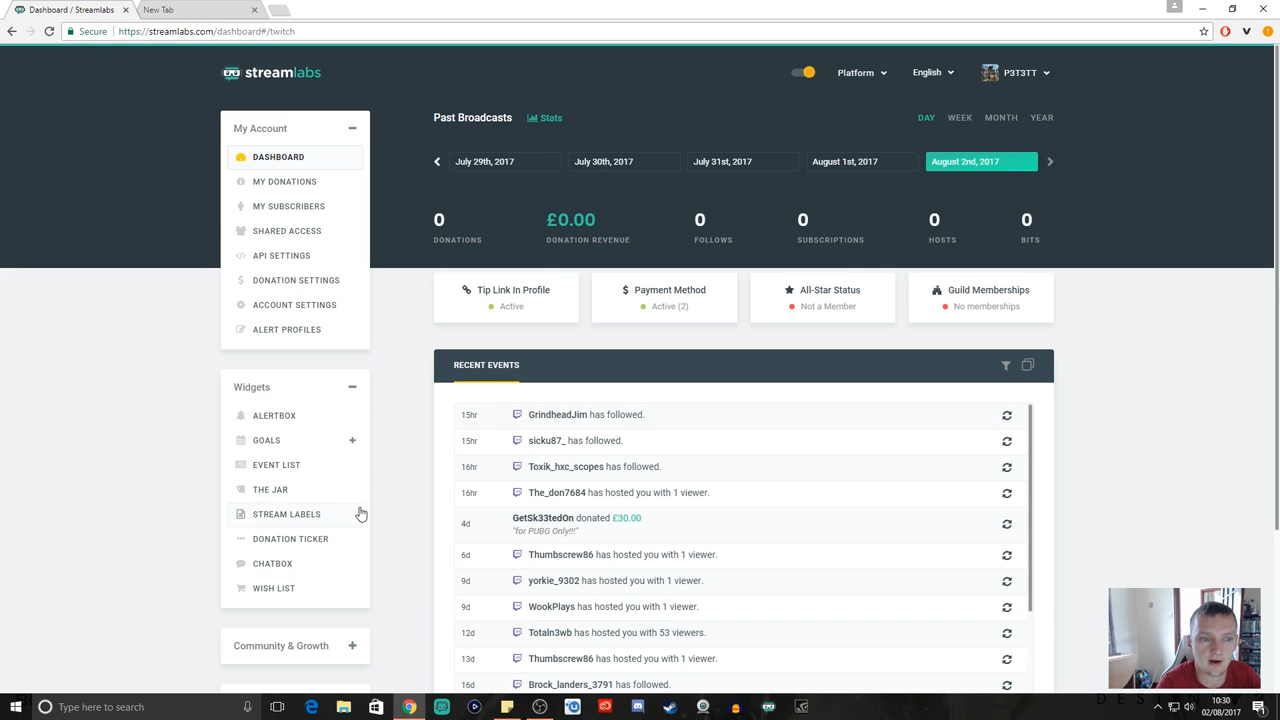 Dashboard / Streamlabs
New Tab
Secure
https://streamlabs.com/dashboard#/twitch
streamlabs
Platform
English
P3T3TT
My Account
DASHBOARD
MY DONATIONS
MY SUBSCRIBERS
SHARED ACCESS
API SETTINGS
DONATION SETTINGS
ACCOUNT SETTINGS
ALERT PROFILES
Widgets
ALERTBOX
GOALS
EVENT LIST
THE JAR
STREAM LABELS
DONATION TICKER
CHATBOX
WISH LIST
Community & Growth
Past Broadcasts
Stats
DAY WEEK MONTH YEAR
July 29th, 2017
July 30th, 2017
July 31st, 2017
August 1st, 2017
August 2nd, 2017
0 £0.00 0 0 0 0
DONATIONS DONATION REVENUE FOLLOWS SUBSCRIPTIONS HOSTS BITS
Tip Link In Profile
Active
Payment Method
Active (2)
All-Star Status
Not a Member
Guild Memberships
No memberships
RECENT EVENTS
15hr GrindheadJim has followed.
15hr sicku87_ has followed.
16hr Toxik_hxc_scopes has followed.
16hr The_don7684 has hosted you with 1 viewer.
4d GetSk33tedOn donated £30.00
"for PUBG Only!!!"
6d Thumbscrew86 has hosted you with 1 viewer.
9d yorkie_9302 has hosted you with 1 viewer.
9d WookPlays has hosted you with 1 viewer.
12d Totaln3wb has hosted you with 53 viewers.
13d Thumbscrew86 has hosted you with 1 viewer.
16d Brock_landers_3791 has followed.
Type here to search
10:30
02/08/2017